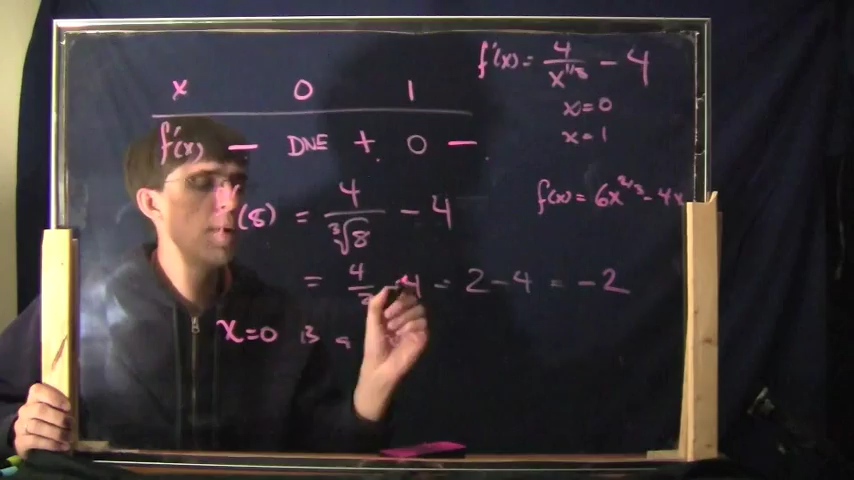 f'(x) = 4/x^(1/3) - 4
x=0
x=1
x 0 1
f'(x) — DNE + 0 —
f(x) = 6x^(2/3) - 4x
(8) = 4/∛8 - 4
= 4/2 - 4 = 2 - 4 = -2
x=0 is a